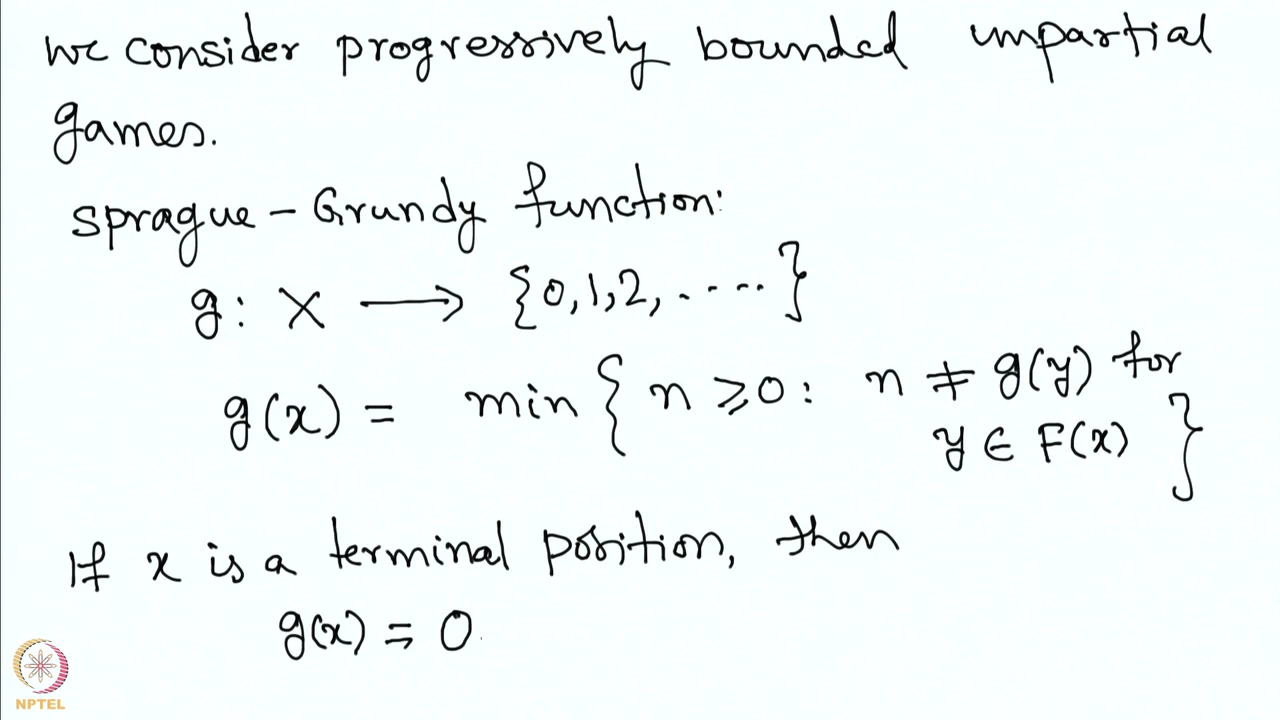 we consider progressively bounded impartial
games.
Sprague - Grundy function:
g: X ⟶ {0,1,2,.....}
g(x) = min { n ≥ 0: n ≠ g(y) for
y ∈ F(x) }
If x is a terminal position, then
g(x) = 0.
NPTEL